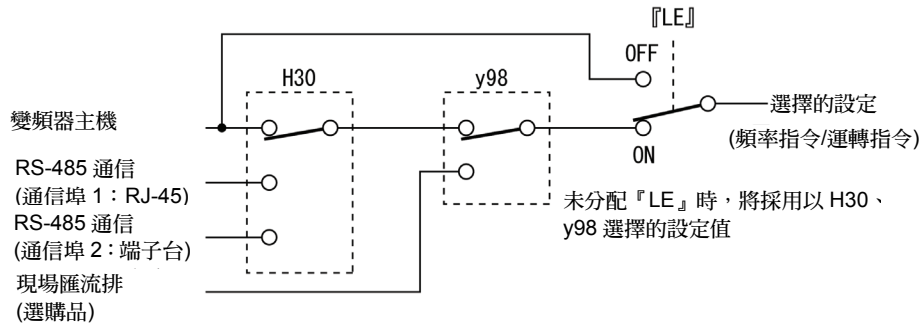 『LE』
OFF
H30
y98
變頻器主機
選擇的設定
(頻率指令/運轉指令)
ON
RS-485 通信
(通信埠 1：RJ-45)
RS-485 通信
(通信埠 2：端子台)
現場匯流排
(選購品)
未分配『LE』時，將採用以 H30、
y98 選擇的設定值